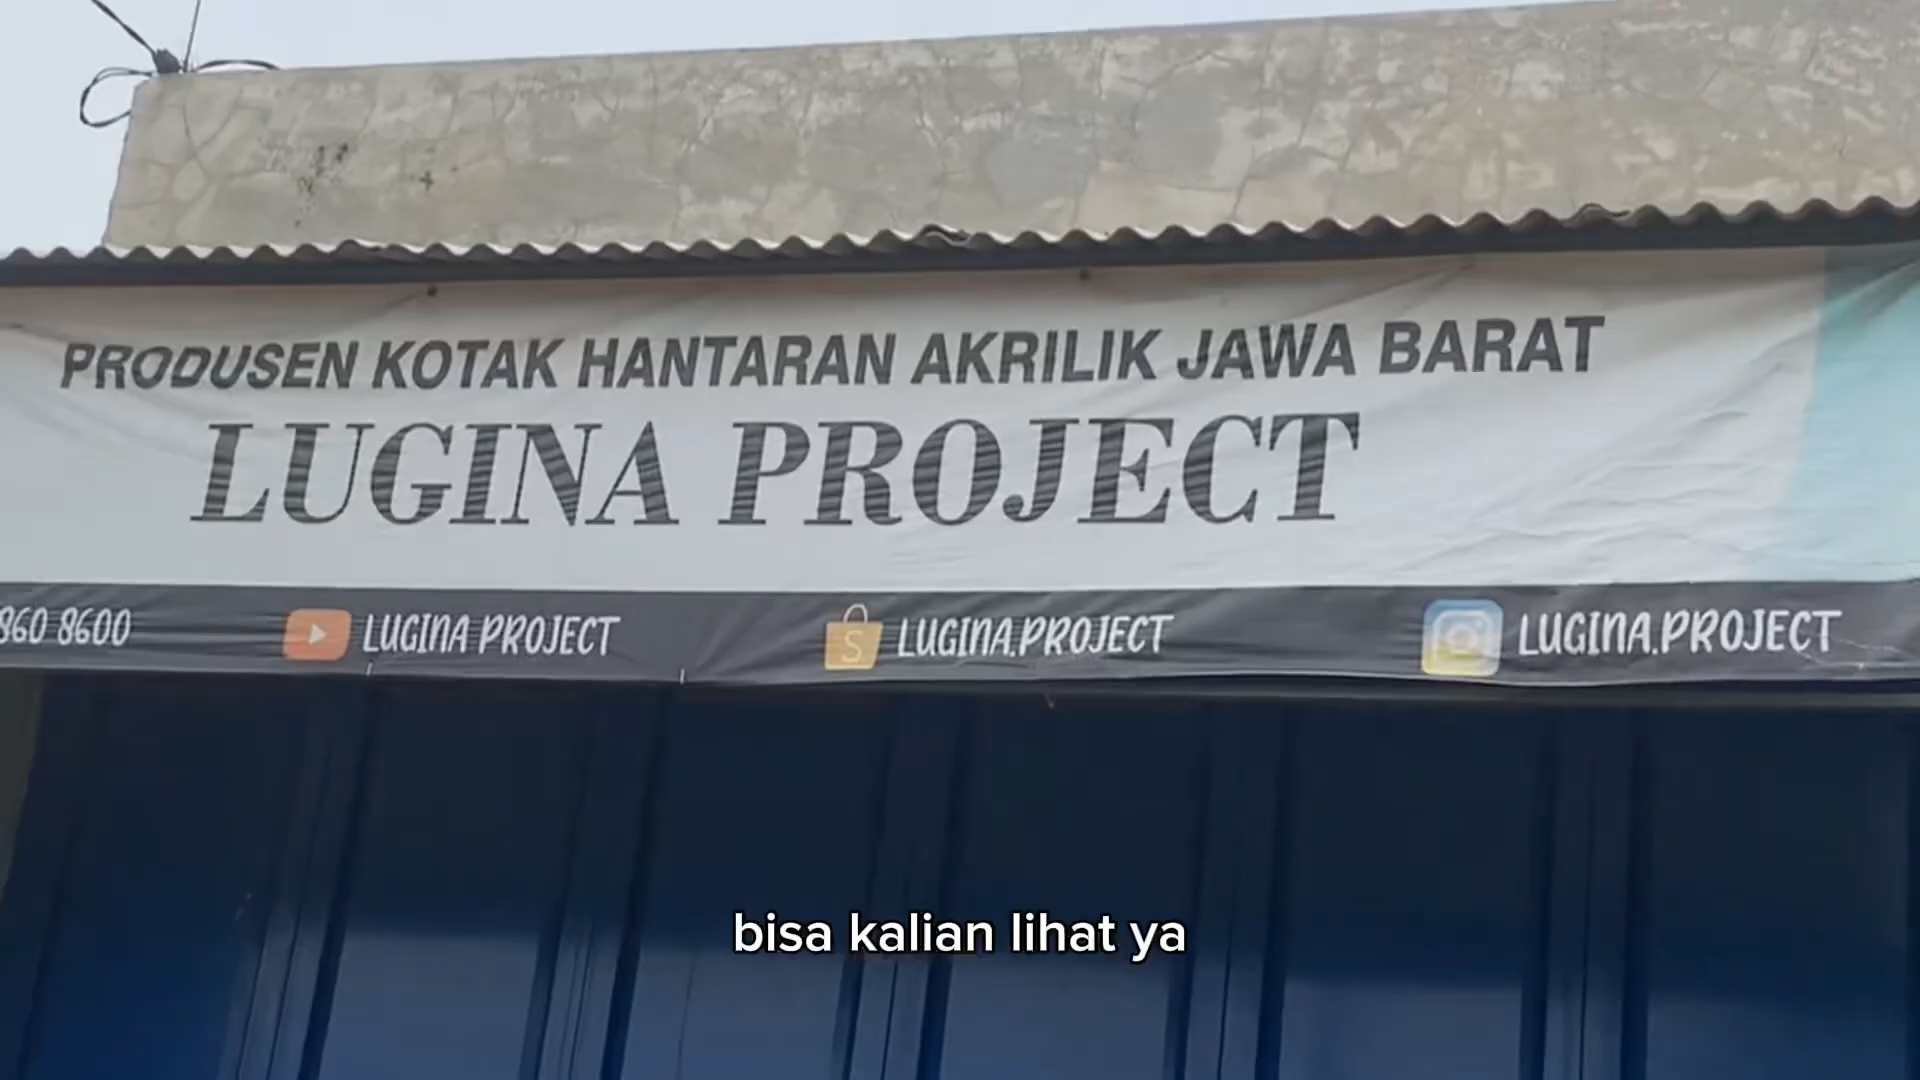 PRODUSEN KOTAK HANTARAN AKRILIK JAWA BARAT
LUGINA PROJECT
860 8600 LUGINA PROJECT LUGINA.PROJECT LUGINA.PROJECT
bisa kalian lihat ya